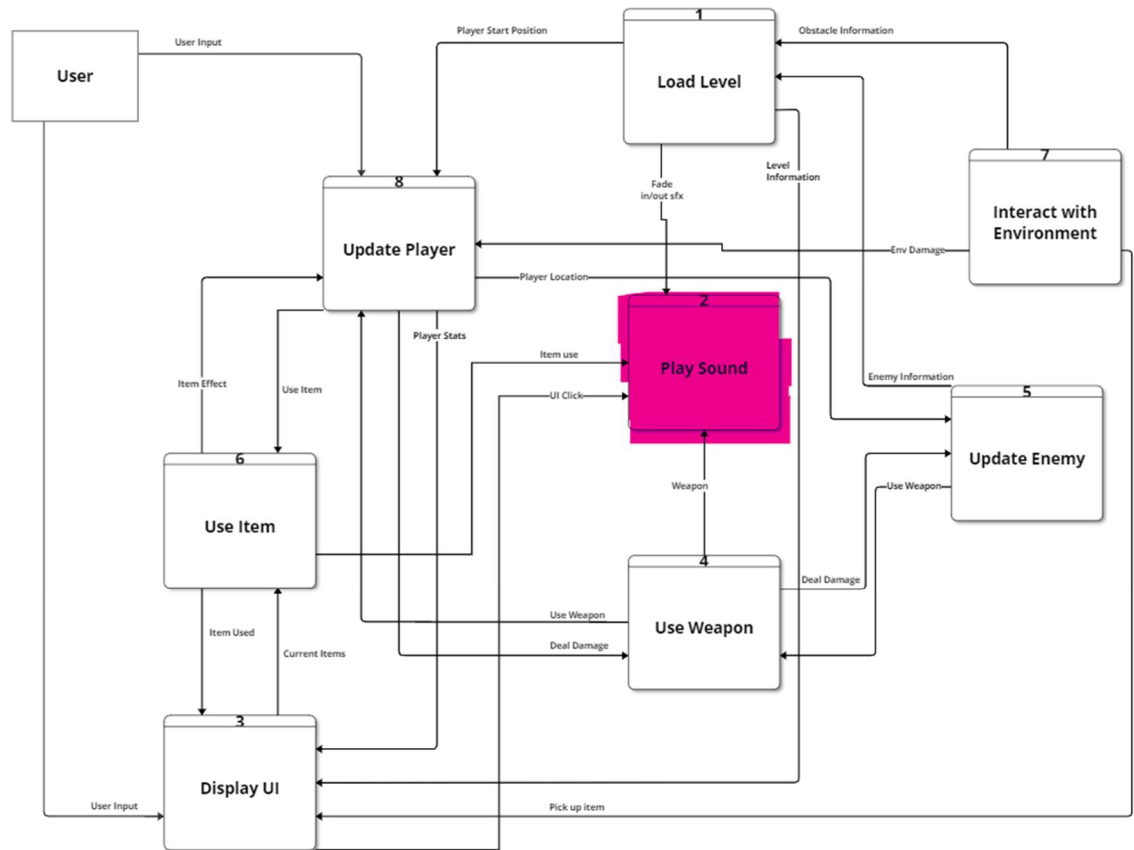 1
Player Start Position
Obstacle Information
User Input
User
Load Level
7
Level
Information
8
Fade
in/out sfx
Interact with
Environment
Update Player
Env Damage
Player Location
2
Player Stats
Item use
Play Sound
Enemy Information
Item Effect
Use Item
UI Click
5
6
Update Enemy
Weapon
Use Weapon
Use Item
4
Deal Damage
Use Weapon
Use Weapon
Item Used
Deal Damage
Current Items
3
Display UI
User Input
Pick up item